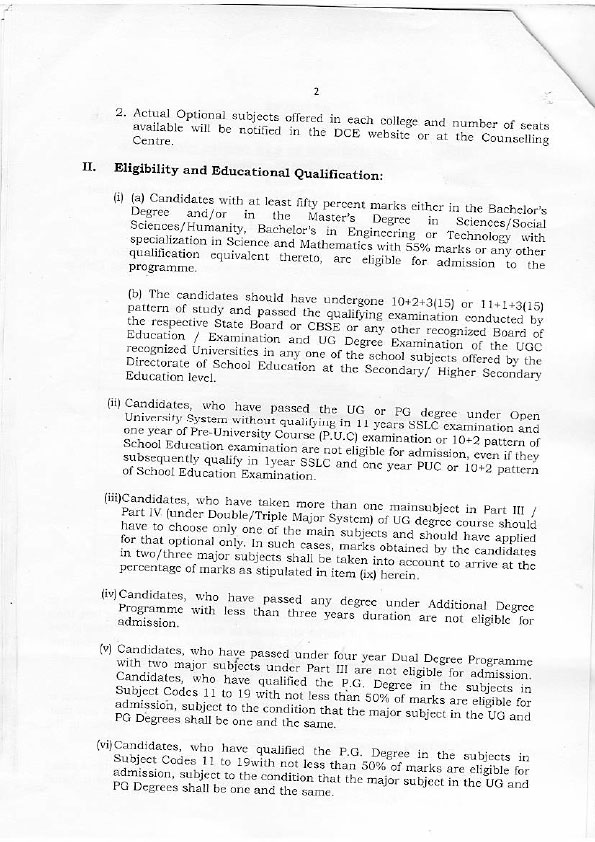 2
2. Actual Optional subjects offered in each college and number of seats
available will be notified in the DCE website or at the Counselling
Centre.
II. Eligibility and Educational Qualification:
(i) (a) Candidates with at least fifty percent marks either in the Bachelor's
Degree and/or in the Master's Degree in Sciences/Social
Sciences/Humanity, Bachelor's in Engineering or Technology with
specialization in Science and Mathematics with 55% marks or any other
qualification equivalent thereto, are eligible for admission to the
programme.
(b) The candidates should have undergone 10+2+3(15) or 11+1+3(15)
pattern of study and passed the qualifying examination conducted by
the respective State Board or CBSE or any other recognized Board of
Education / Examination and UG Degree Examination of the UGC
recognized Universities in any one of the school subjects offered by the
Directorate of School Education at the Secondary/ Higher Secondary
Education level.
(ii) Candidates, who have passed the UG or PG degree under Open
University System without qualifying in 11 years SSLC examination and
one year of Pre-University Course (P.U.C) examination or 10+2 pattern of
School Education examination are not eligible for admission, even if they
subsequently qualify in 1year SSLC and one year PUC or 10+2 pattern
of School Education Examination.
(iii)Candidates, who have taken more than one mainsubject in Part III /
Part IV (under Double/Triple Major System) of UG degree course should
have to choose only one of the main subjects and should have applied
for that optional only. In such cases, marks obtained by the candidates
in two/three major subjects shall be taken into account to arrive at the
percentage of marks as stipulated in item (ix) herein.
(iv)Candidates, who have passed any degree under Additional Degree
Programme with less than three years duration are not eligible for
admission.
(v) Candidates, who have passed under four year Dual Degree Programme
with two major subjects under Part III are not eligible for admission.
Candidates, who have qualified the P.G. Degree in the subjects in
Subject Codes 11 to 19 with not less than 50% of marks are eligible for
admission, subject to the condition that the major subject in the UG and
PG Degrees shall be one and the same.
(vi)Candidates, who have qualified the P.G. Degree in the subjects in
Subject Codes 11 to 19with not less than 50% of marks are eligible for
admission, subject to the condition that the major subject in the UG and
PG Degrees shall be one and the same.